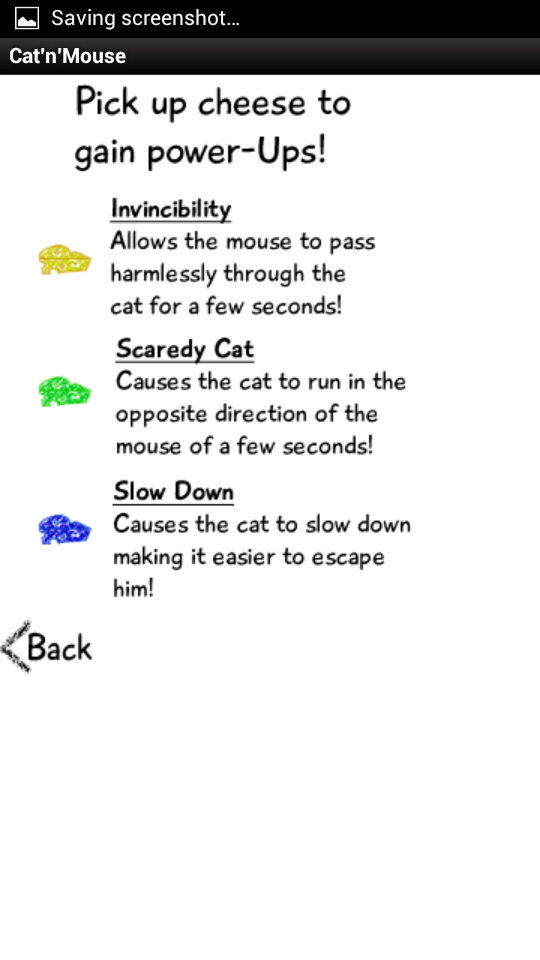 Saving screenshot...
Cat'n'Mouse
Pick up cheese to
gain power-Ups!
Invincibility
Allows the mouse to pass
harmlessly through the
cat for a few seconds!
Scaredy Cat
Causes the cat to run in the
opposite direction of the
mouse of a few seconds!
Slow Down
Causes the cat to slow down
making it easier to escape
him!
Back